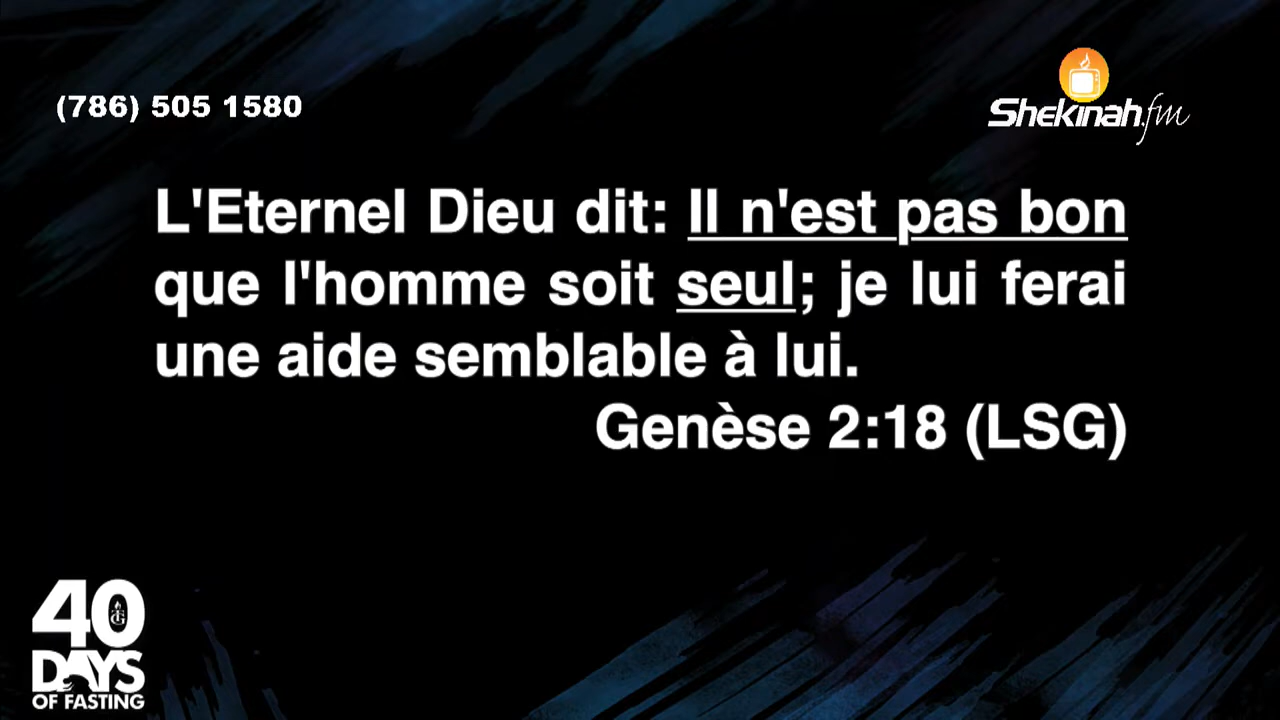 (786) 505 1580
Shekinah.fm
L'Eternel Dieu dit: Il n'est pas bon
que l'homme soit seul; je lui ferai
une aide semblable à lui.
Genèse 2:18 (LSG)
40
DAYS
OF FASTING